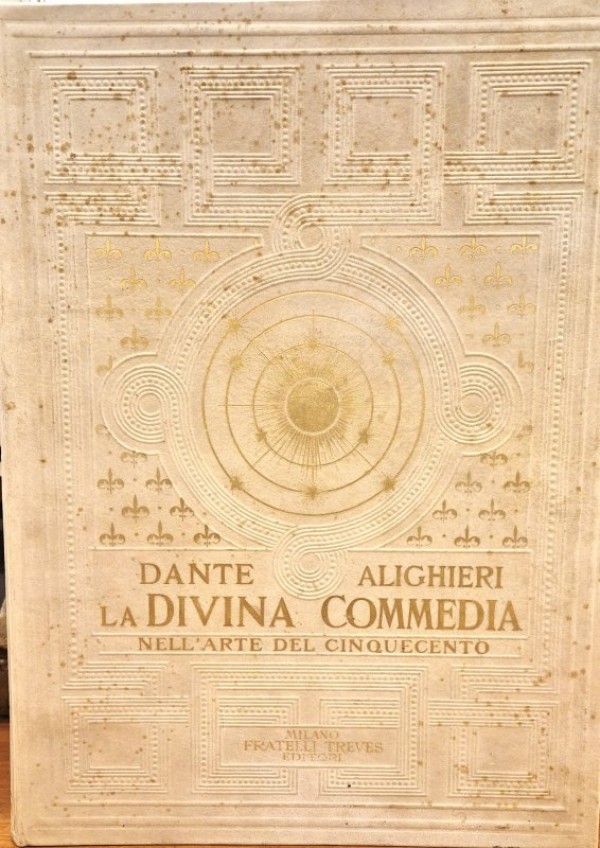 DANTE ALIGHIERI
LA DIVINA COMMEDIA
NELL'ARTE DEL CINQUECENTO
MILANO
FRATELLI TREVES
EDITORI